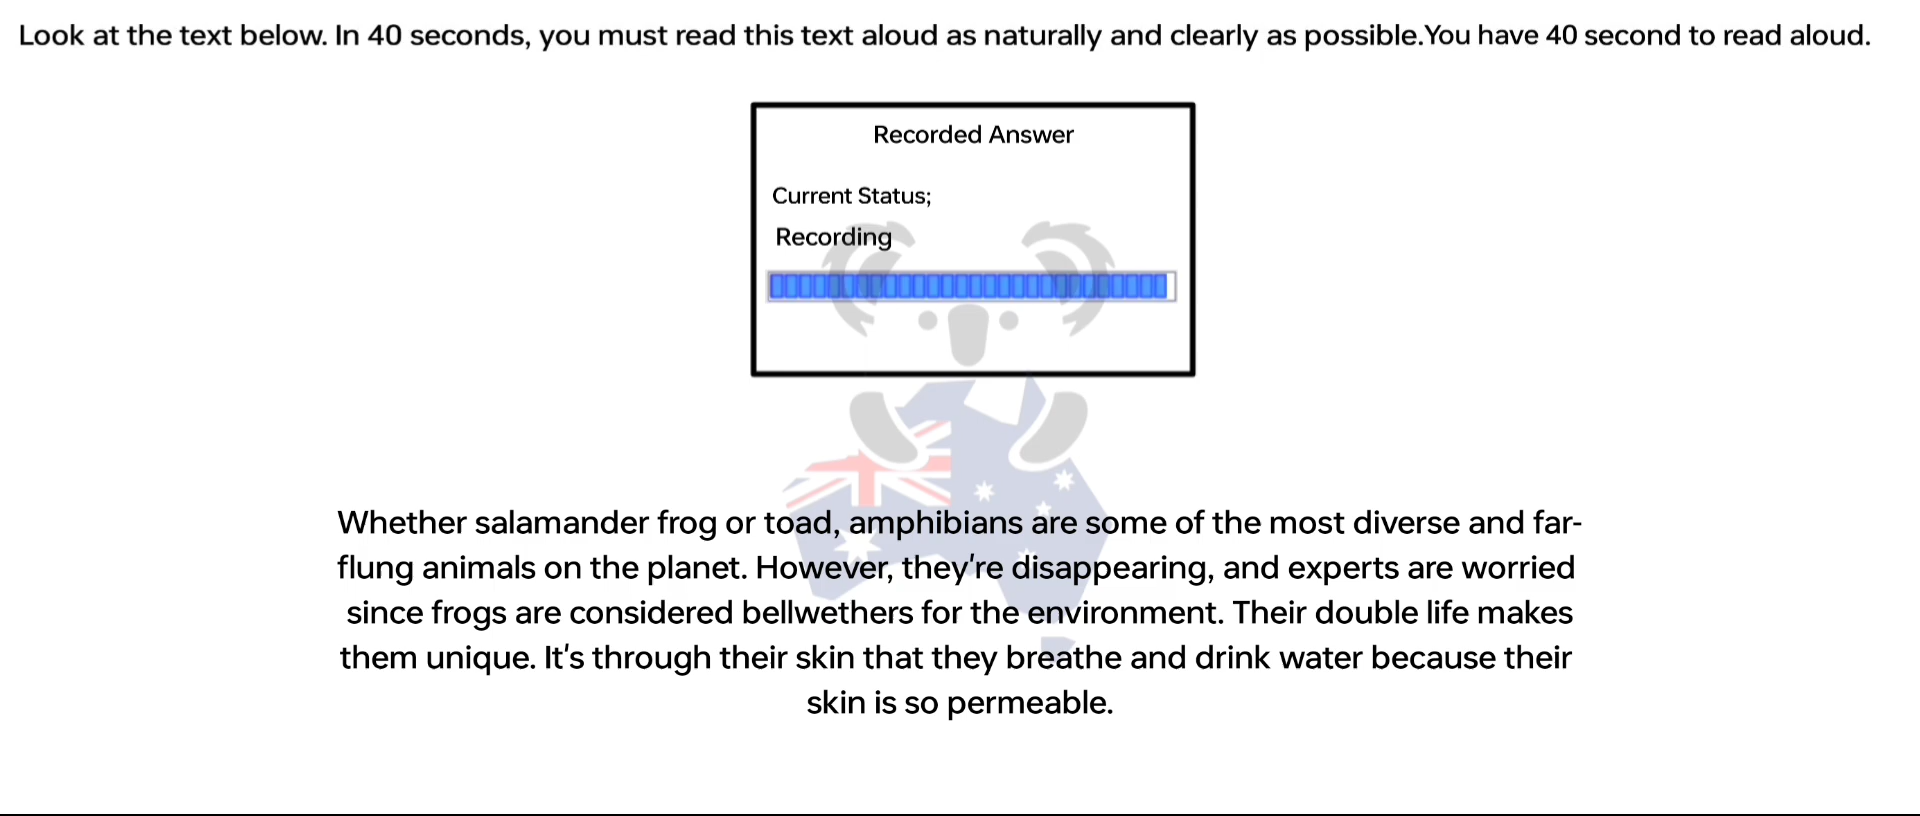 Look at the text below. In 40 seconds, you must read this text aloud as naturally and clearly as possible.You have 40 second to read aloud.
Recorded Answer
Current Status;
Recording
Whether salamander frog or toad, amphibians are some of the most diverse and far-
flung animals on the planet. However, they're disappearing, and experts are worried
since frogs are considered bellwethers for the environment. Their double life makes
them unique. It's through their skin that they breathe and drink water because their
skin is so permeable.